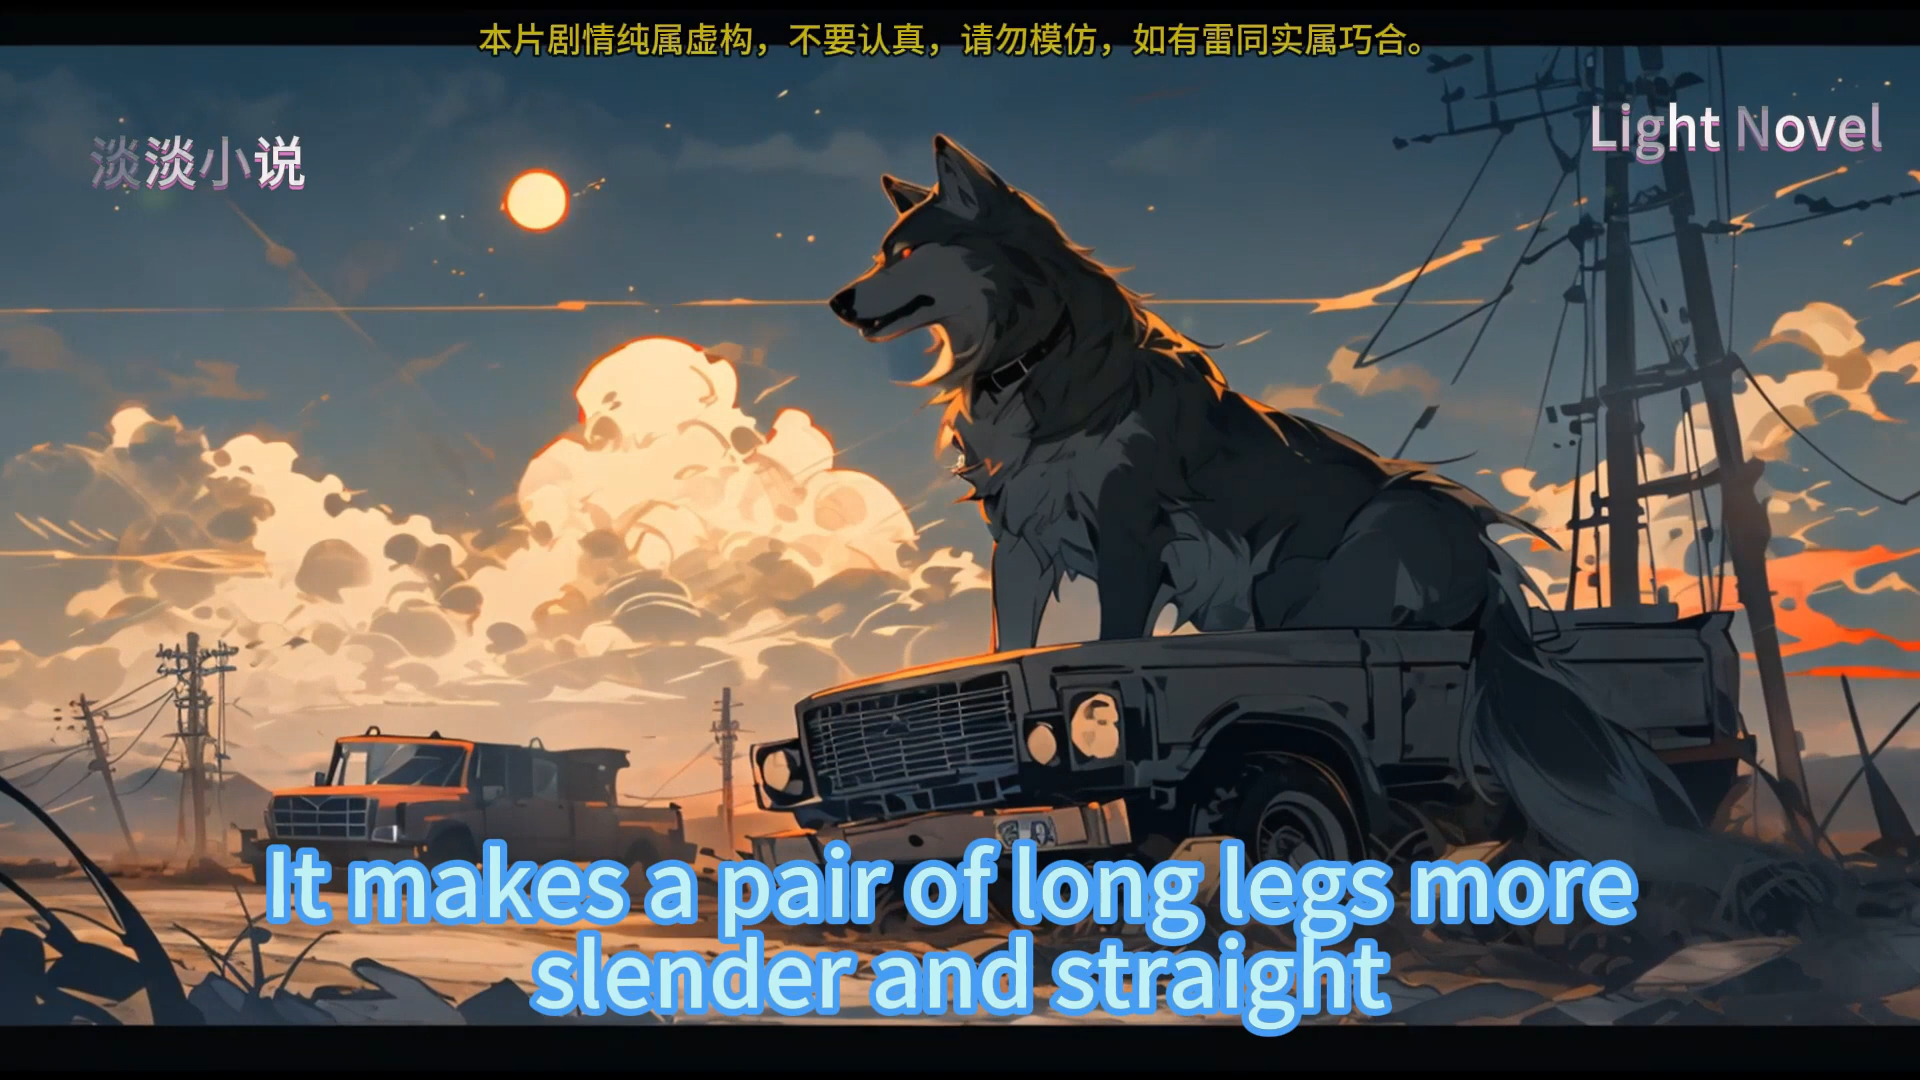 本片剧情纯属虚构，不要认真，请勿模仿，如有雷同实属巧合。
淡淡小说
Light Novel
It makes a pair of long legs more
slender and straight